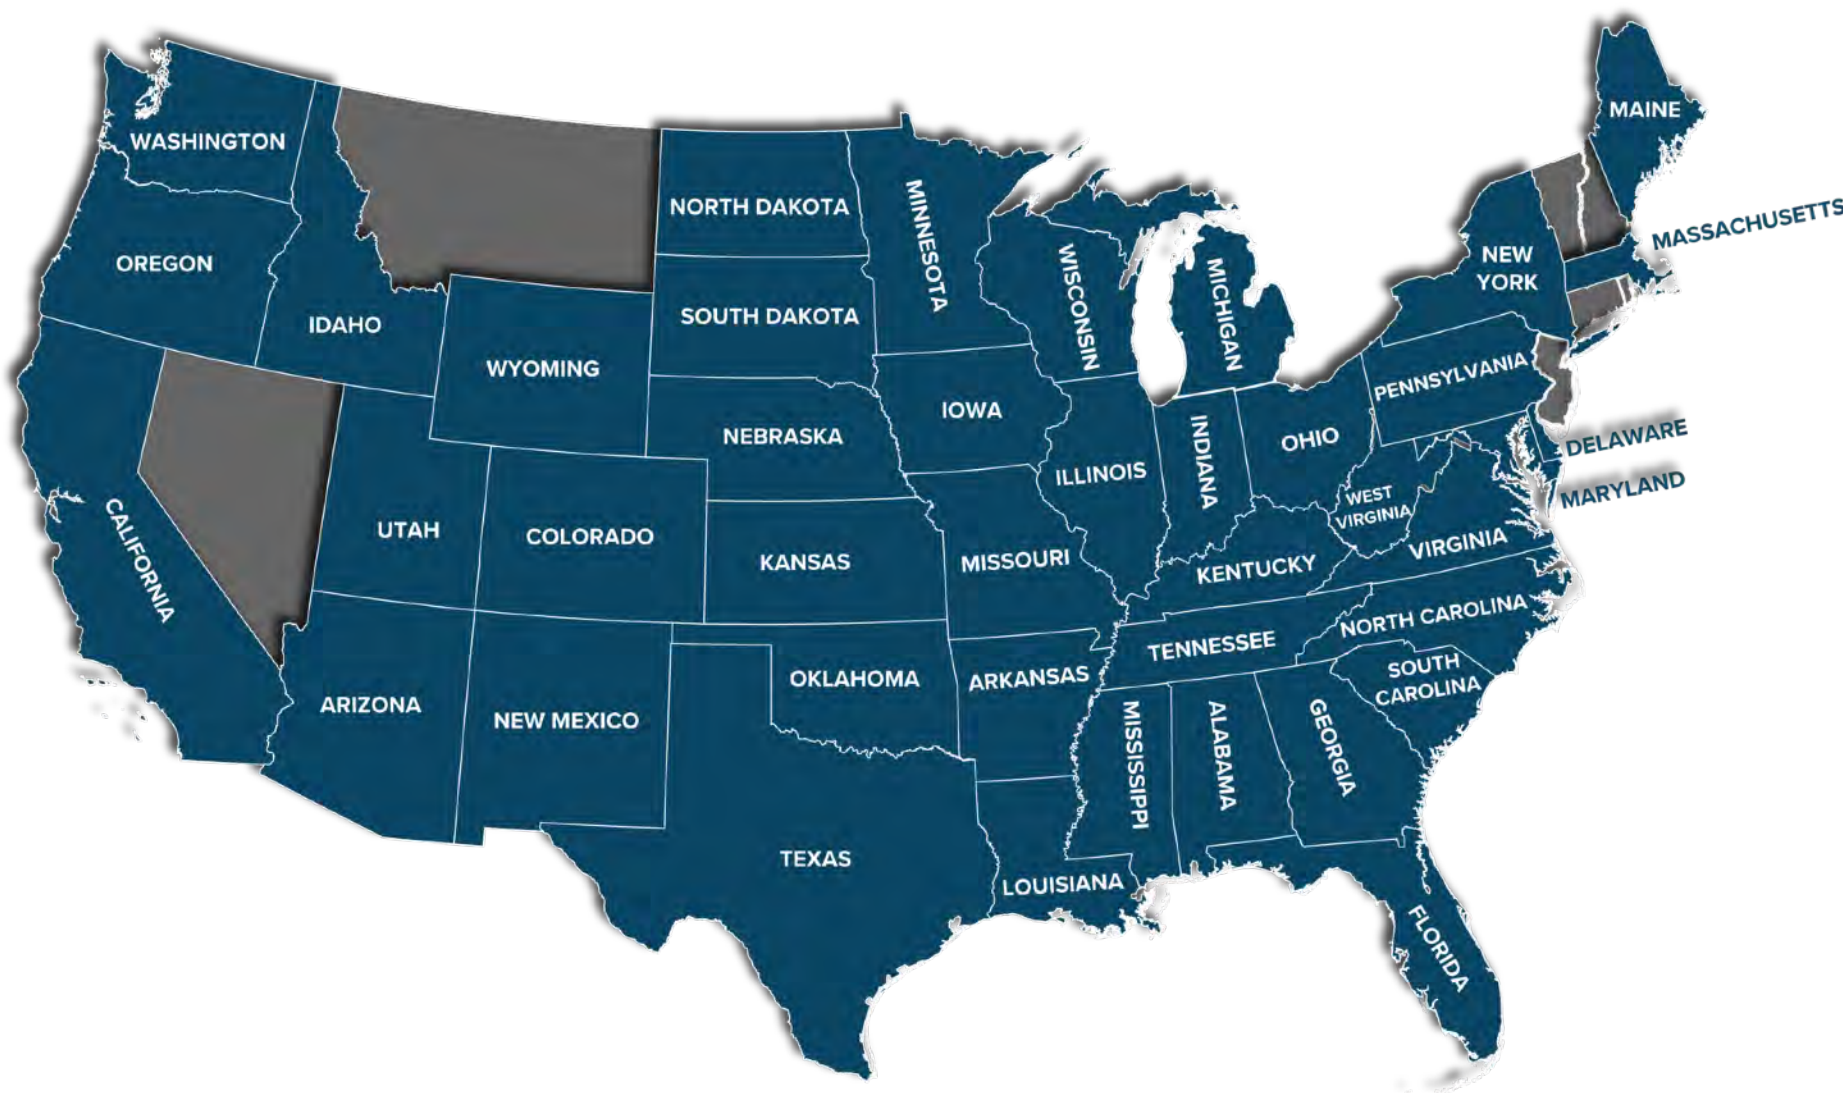 MAINE
WASHINGTON
MASSACHUSETTS
NORTH DAKOTA
MINNESOTA
OREGON
NEW
YORK
WISCONSIN
MICHIGAN
IDAHO
SOUTH DAKOTA
WYOMING
PENNSYLVANIA
IOWA
NEBRASKA
OHIO
DELAWARE
INDIANA
ILLINOIS
MARYLAND
WEST
VIRGINIA
CALIFORNIA
UTAH
COLORADO
KANSAS
MISSOURI
KENTUCKY
VIRGINIA
NORTH CAROLINA
TENNESSEE
OKLAHOMA
ARKANSAS
SOUTH
CAROLINA
ARIZONA
NEW MEXICO
MISSISSIPPI
ALABAMA
GEORGIA
TEXAS
LOUISIANA
FLORIDA